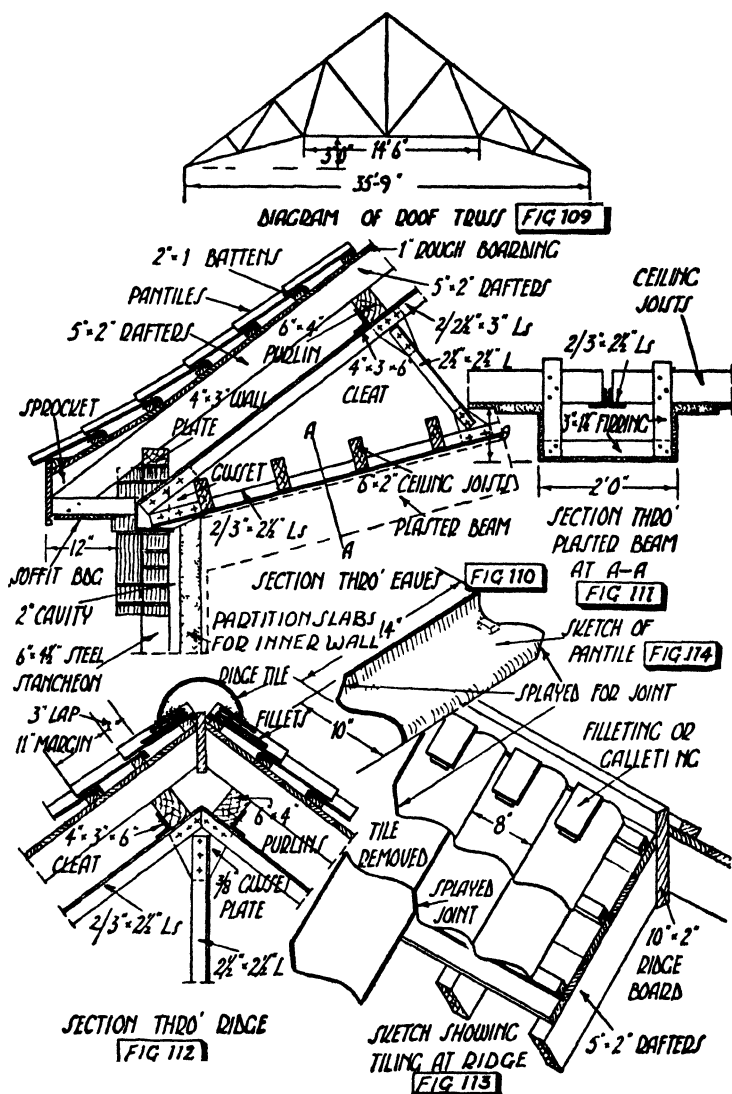 3'0"
14'6"
35'-9"
DIAGRAM OF ROOF TRUSS FIG 109
2" × 1 BATTENS
1" ROUGH BOARDING
PANTILES
5" × 2" RAFTERS
5" × 2" RAFTERS
6" × 4"
PURLIN
2/2½" × 3" Ls
2½" × 2½" L
4" × 3 × 6
CLEAT
4" × 3" WALL
PLATE
SPROCKET
GUSSET
A
A
6" × 2" CEILING JOISTS
2/3" × 2½" Ls
PLASTER BEAM
12"
SOFFIT BDG
2" CAVITY
6" × 4½" STEEL
STANCHEON
PARTITION SLABS
FOR INNER WALL
SECTION THRO' EAVES
FIG 110
CEILING
JOISTS
2/3" × 2½" Ls
FIRRING
2'0"
SECTION THRO'
PLASTER BEAM
AT A-A
FIG 111
14"
10"
SKETCH OF
PANTILE FIG 114
SPLAYED FOR JOINT
RIDGE TILE
FILLETS
3" LAP
11" MARGIN
6" × 4"
PURLINS
4" × 3" × 6"
CLEAT
3/8" GUSSES
PLATE
2/3" × 2½" Ls
2½" × 2½" L
SECTION THRO' RIDGE
FIG 112
FILLETING OR
GALLETING
8"
TILE
REMOVED
SPLAYED
JOINT
10" × 2"
RIDGE
BOARD
5" × 2" RAFTERS
SKETCH SHOWING
TILING AT RIDGE
FIG 113